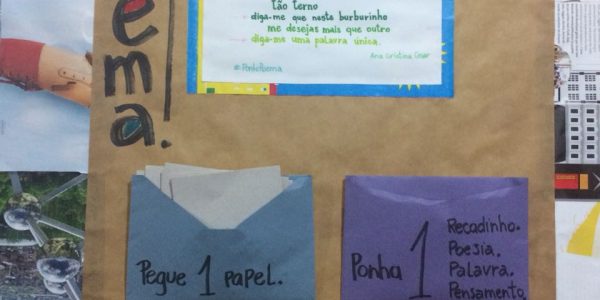 ema.
tão terno
diga-me que neste burburinho
me desejas mais que outro
diga-me uma palavra única.
Ana Cristina Cesar
@PontoPoema
Pegue 1 papel.
Ponha 1
Recadinho.
Poesia.
Palavra.
Pensamento